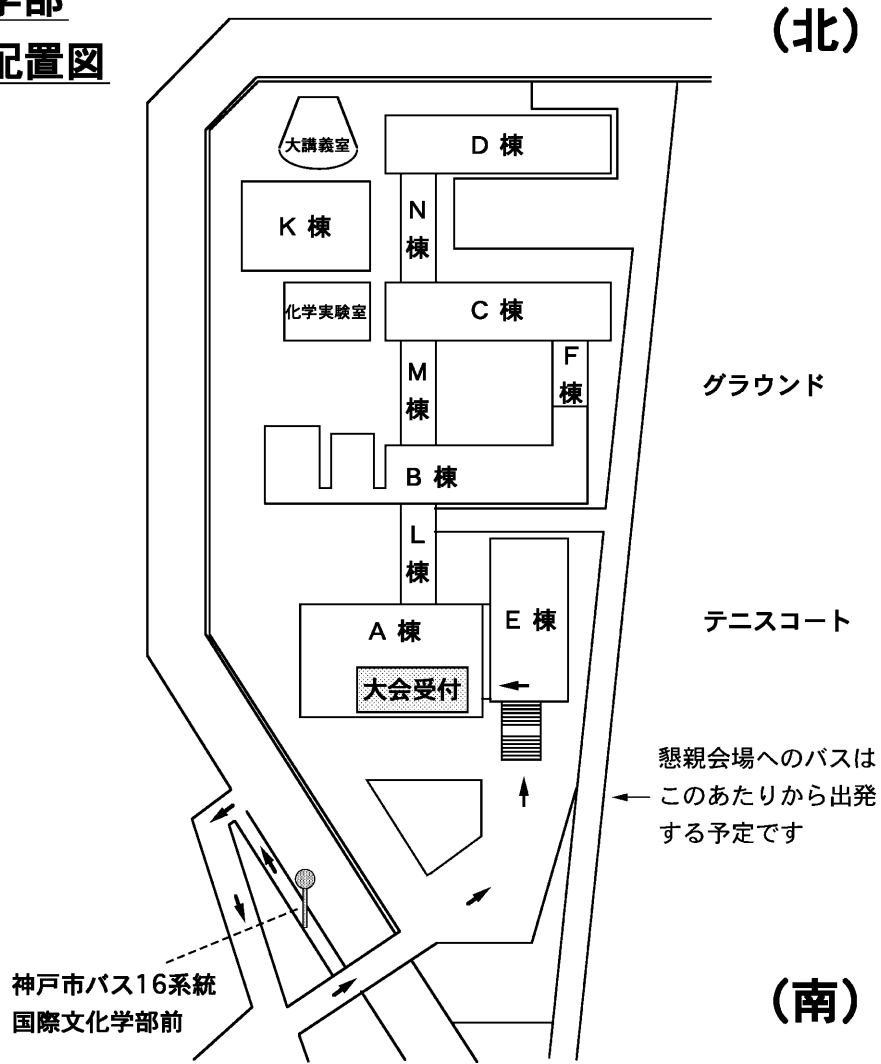 学部
配置図
（北）
大講義室
D 棟
N
棟
K 棟
化学実験室
C 棟
M
棟
F
棟
グラウンド
B 棟
L
棟
A 棟
E 棟
テニスコート
大会受付
懇親会場へのバスは
このあたりから出発
する予定です
神戸市バス16系統
国際文化学部前
（南）